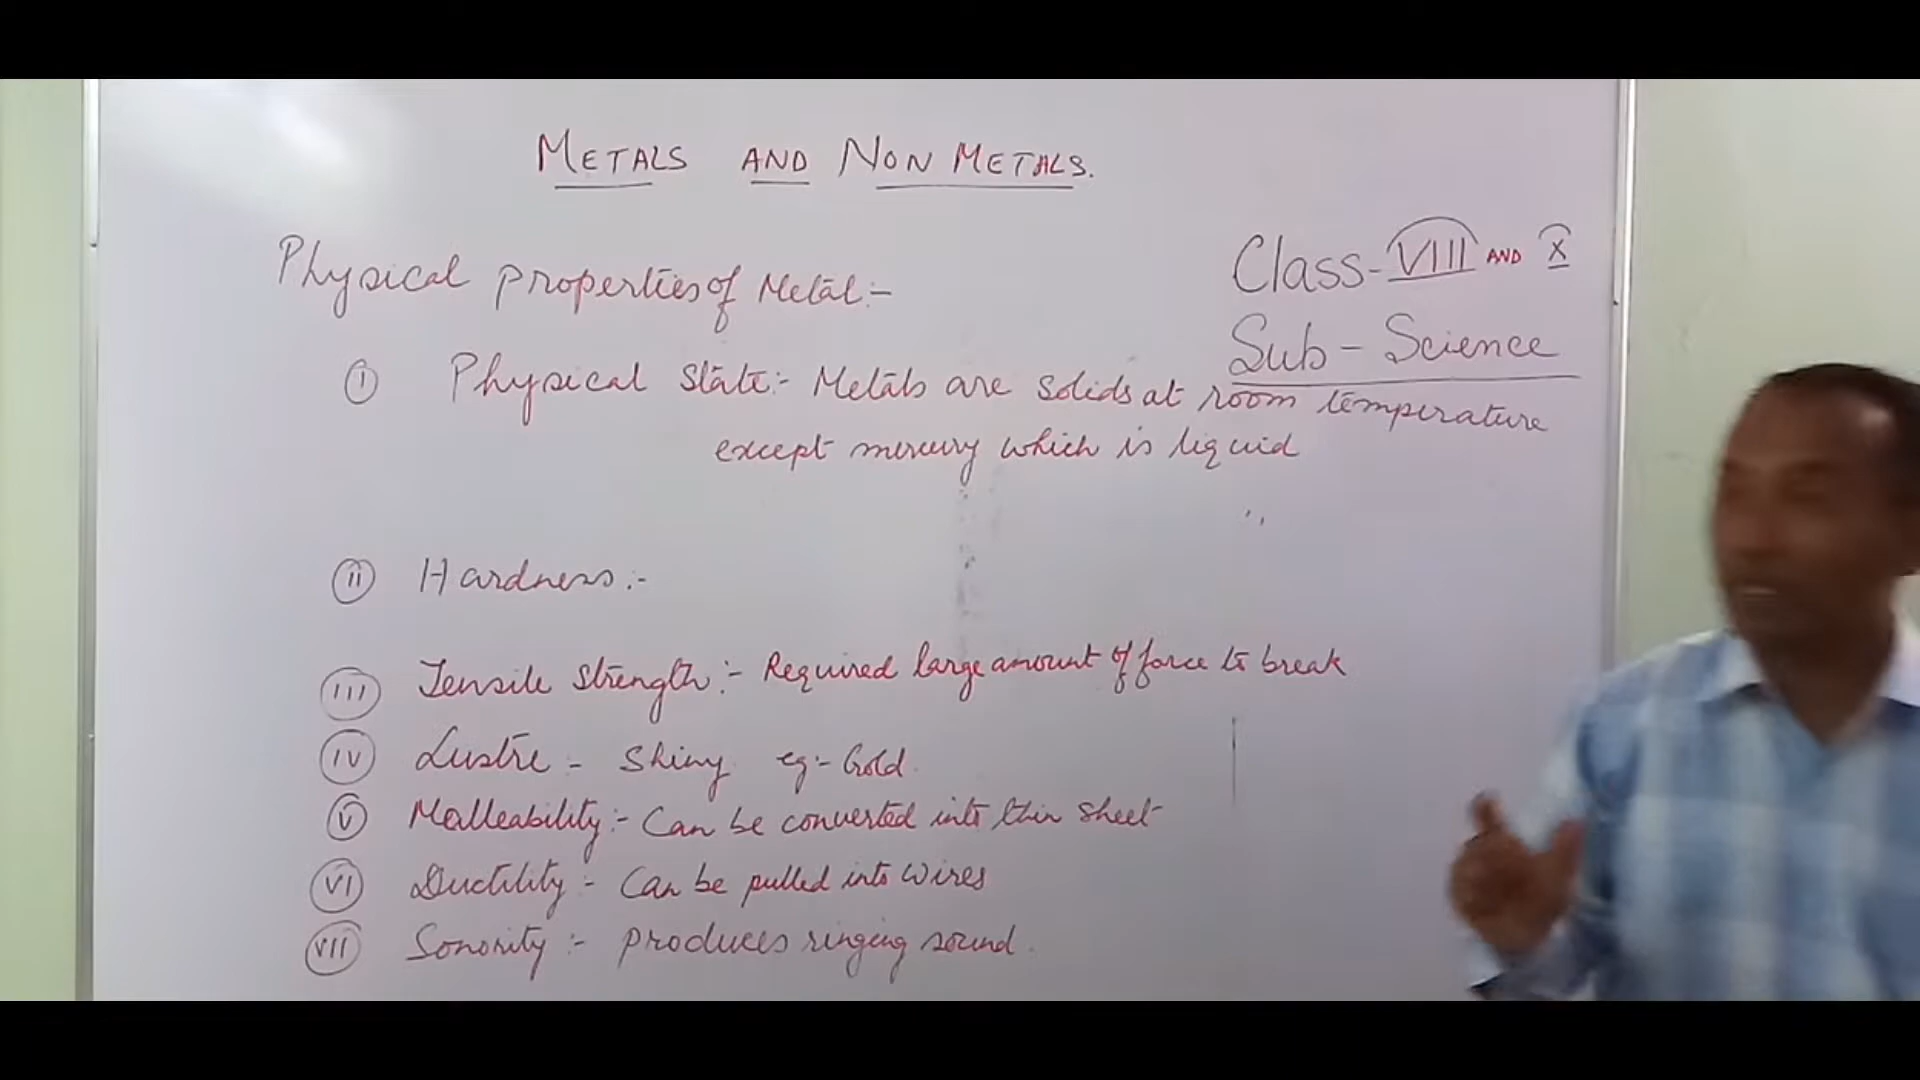 METALS AND NON METALS.
Physical properties of Metal:-
Class - VIII AND X
Sub - Science
(I) Physical state:- Metals are solids at room temperature
except mercury which is liquid
(II) Hardness:-
(III) Tensile strength:- Required large amount of force to break
(IV) Lustre - Shiny eg:- Gold.
(V) Malleability:- Can be converted into thin sheet
(VI) Ductility:- Can be pulled into wires
(VII) Sonority:- produces ringing sound.